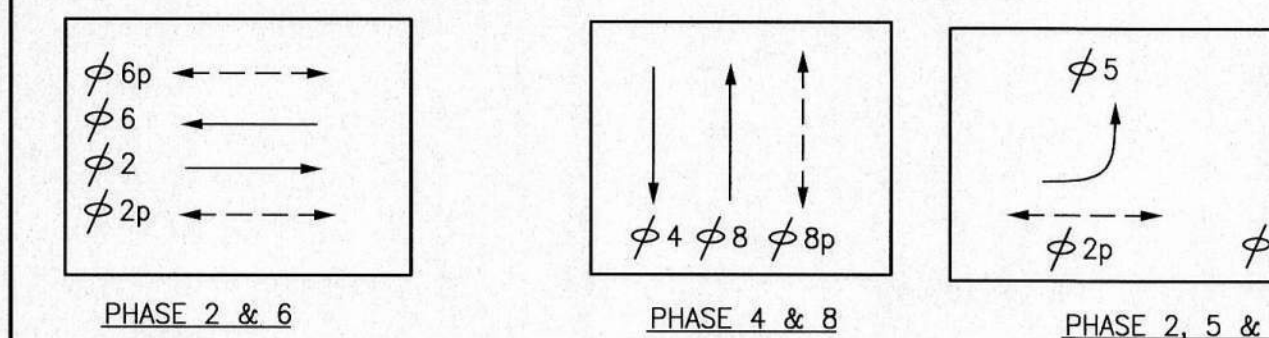 ϕ6p
ϕ6
ϕ2
ϕ2p
PHASE 2 & 6
ϕ4 ϕ8 ϕ8p
PHASE 4 & 8
ϕ5
ϕ2p
ϕ
PHASE 2, 5 &